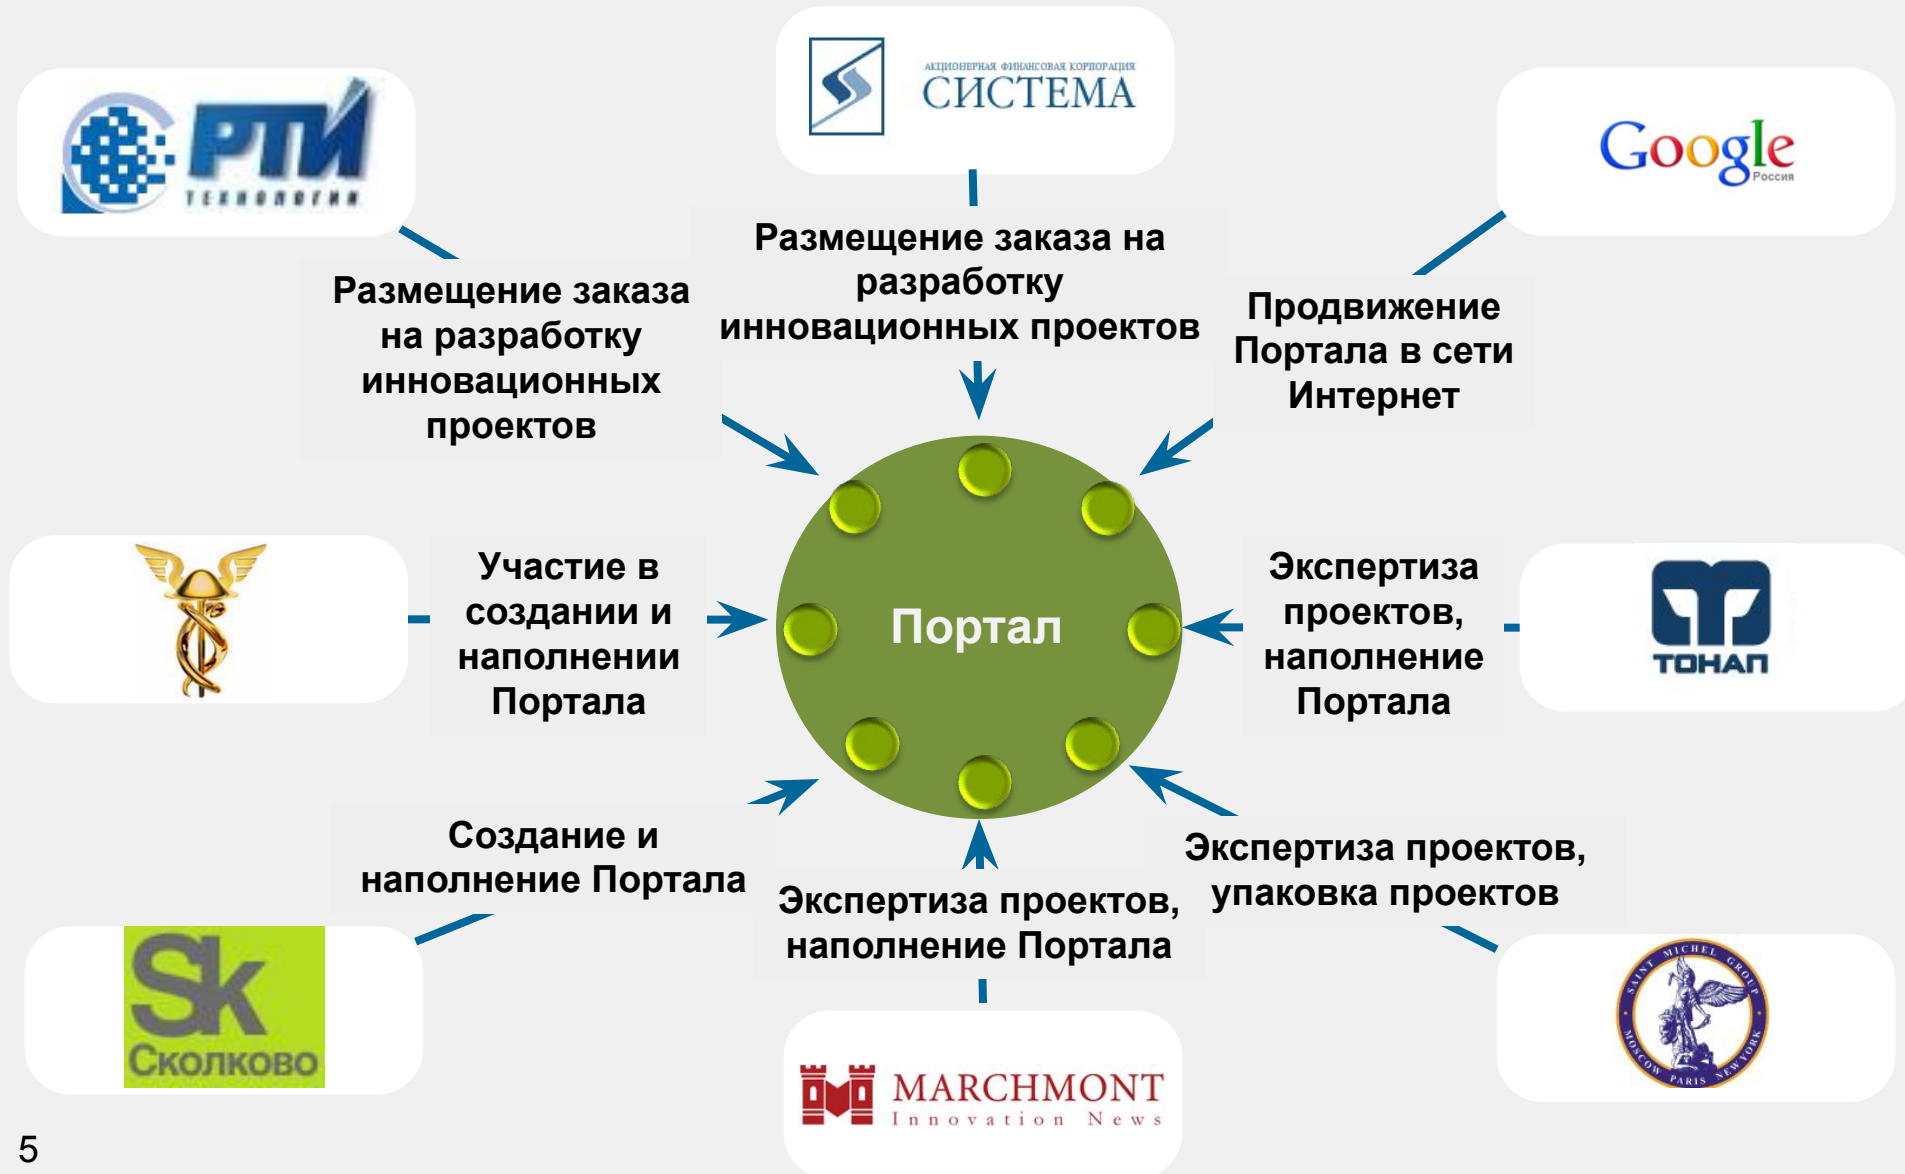 АКЦИОНЕРНАЯ ФИНАНСОВАЯ КОРПОРАЦИЯ
СИСТЕМА
РТИ
ТЕХНОЛОГИИ
Google
Россия
Размещение заказа
на разработку
инновационных
проектов
Размещение заказа на
разработку
инновационных проектов
Продвижение
Портала в сети
Интернет
Участие в
создании и
наполнении
Портала
Портал
Экспертиза
проектов,
наполнение
Портала
ТОНАП
Создание и
наполнение Портала
Экспертиза проектов,
наполнение Портала
Экспертиза проектов,
упаковка проектов
Sk
Сколково
MARCHMONT
Innovation News
SAINT MICHEL GROUP
MOSCOW PARIS NEW YORK
5